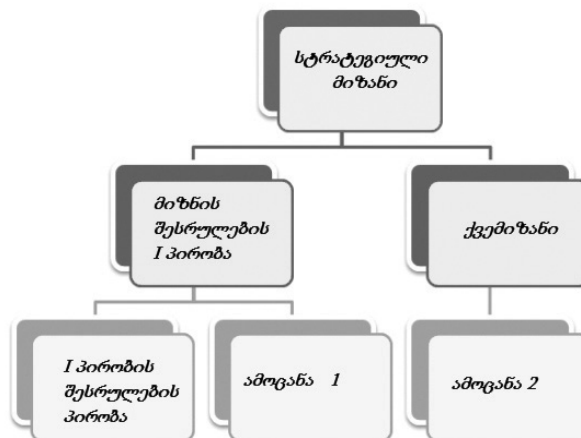 სტრატეგიული
მიზანი
მიზნის
შესრულების
I პირობა
ქვემიზანი
I პირობის
შესრულების
პირობა
ამოცანა 1
ამოცანა 2